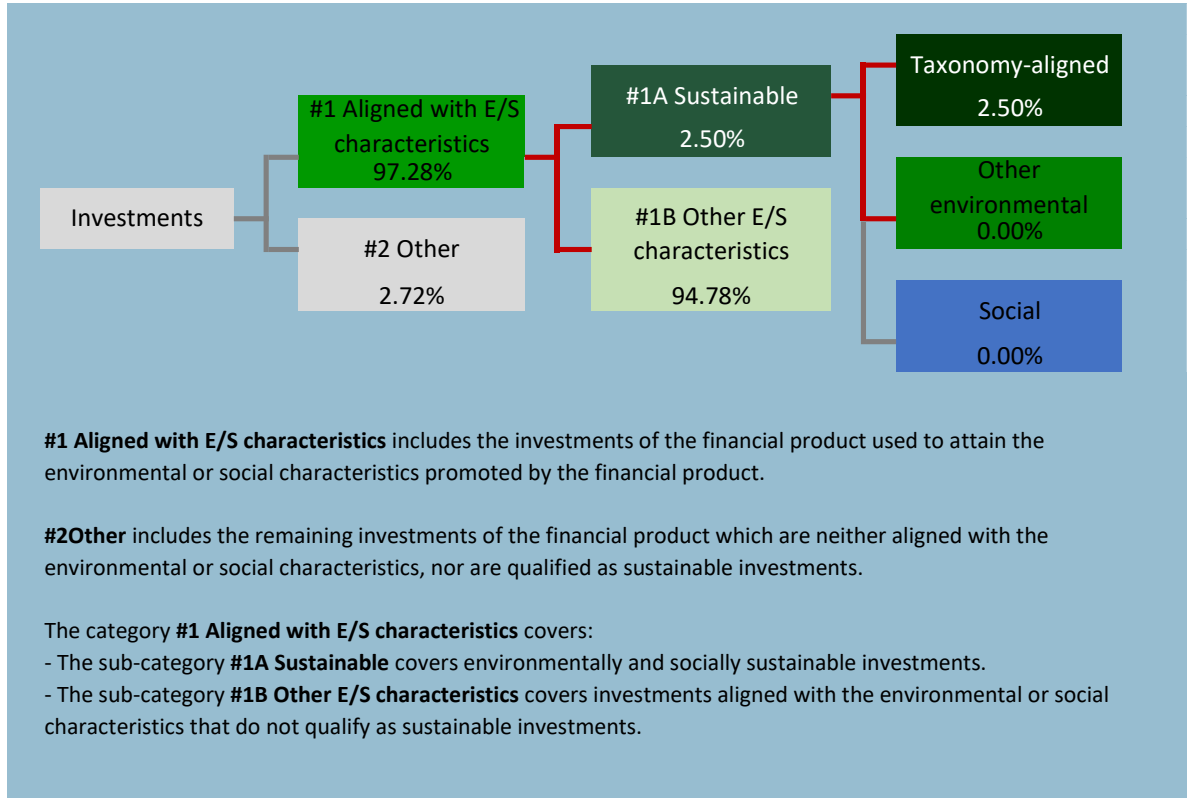 Investments
#1 Aligned with E/S
characteristics
97.28%
#2 Other
2.72%
#1A Sustainable
2.50%
#1B Other E/S
characteristics
94.78%
Taxonomy-aligned
2.50%
Other
environmental
0.00%
Social
0.00%
#1 Aligned with E/S characteristics includes the investments of the financial product used to attain the
environmental or social characteristics promoted by the financial product.
#2Other includes the remaining investments of the financial product which are neither aligned with the
environmental or social characteristics, nor are qualified as sustainable investments.
The category #1 Aligned with E/S characteristics covers:
- The sub-category #1A Sustainable covers environmentally and socially sustainable investments.
- The sub-category #1B Other E/S characteristics covers investments aligned with the environmental or social
characteristics that do not qualify as sustainable investments.